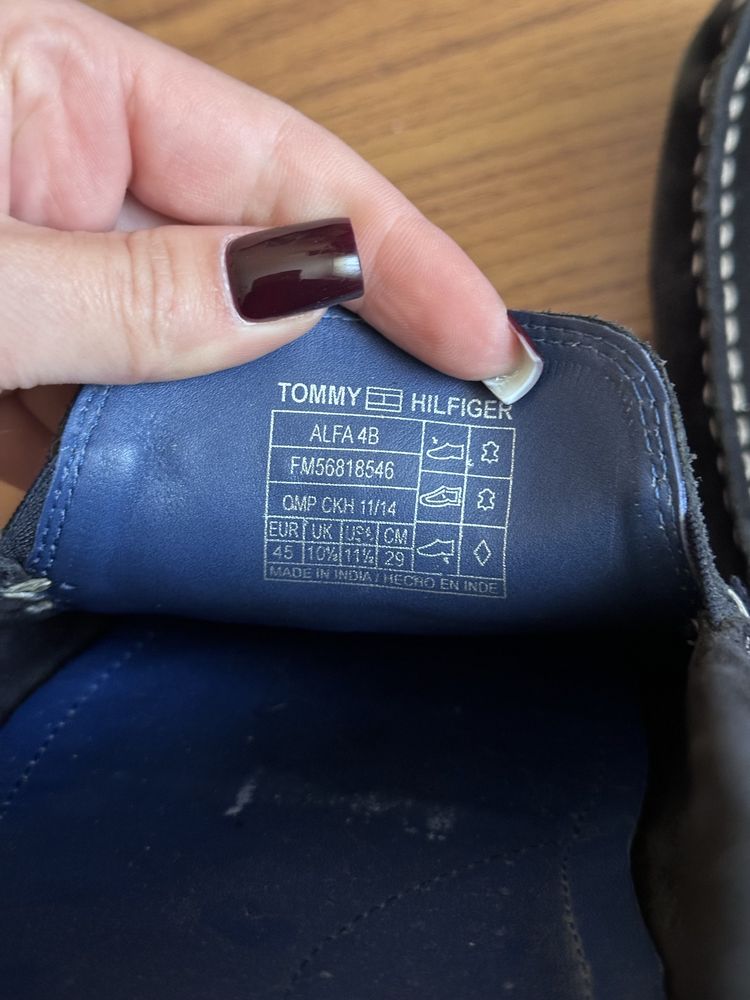 TOMMY HILFIGER
ALFA 4B
FM56818546
QMP CKH 11/14
EUR UK USA CM
45 10½ 11½ 29
MADE IN INDIA / HECHO EN INDE